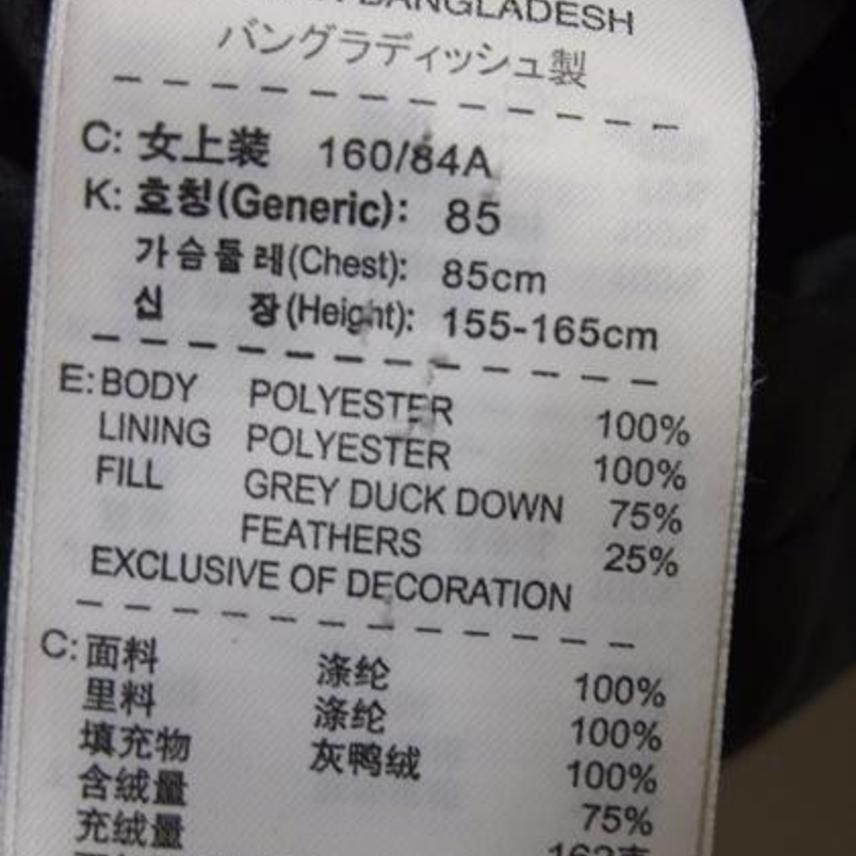 BANGLADESH
バングラディッシュ製
C: 女上装 160/84A
K: 호칭(Generic): 85
가슴둘레(Chest): 85cm
신 장(Height): 155-165cm
E: BODY POLYESTER 100%
LINING POLYESTER 100%
FILL GREY DUCK DOWN 75%
FEATHERS 25%
EXCLUSIVE OF DECORATION
C: 面料 涤纶 100%
里料 涤纶 100%
填充物 灰鸭绒 100%
含绒量 75%
充绒量